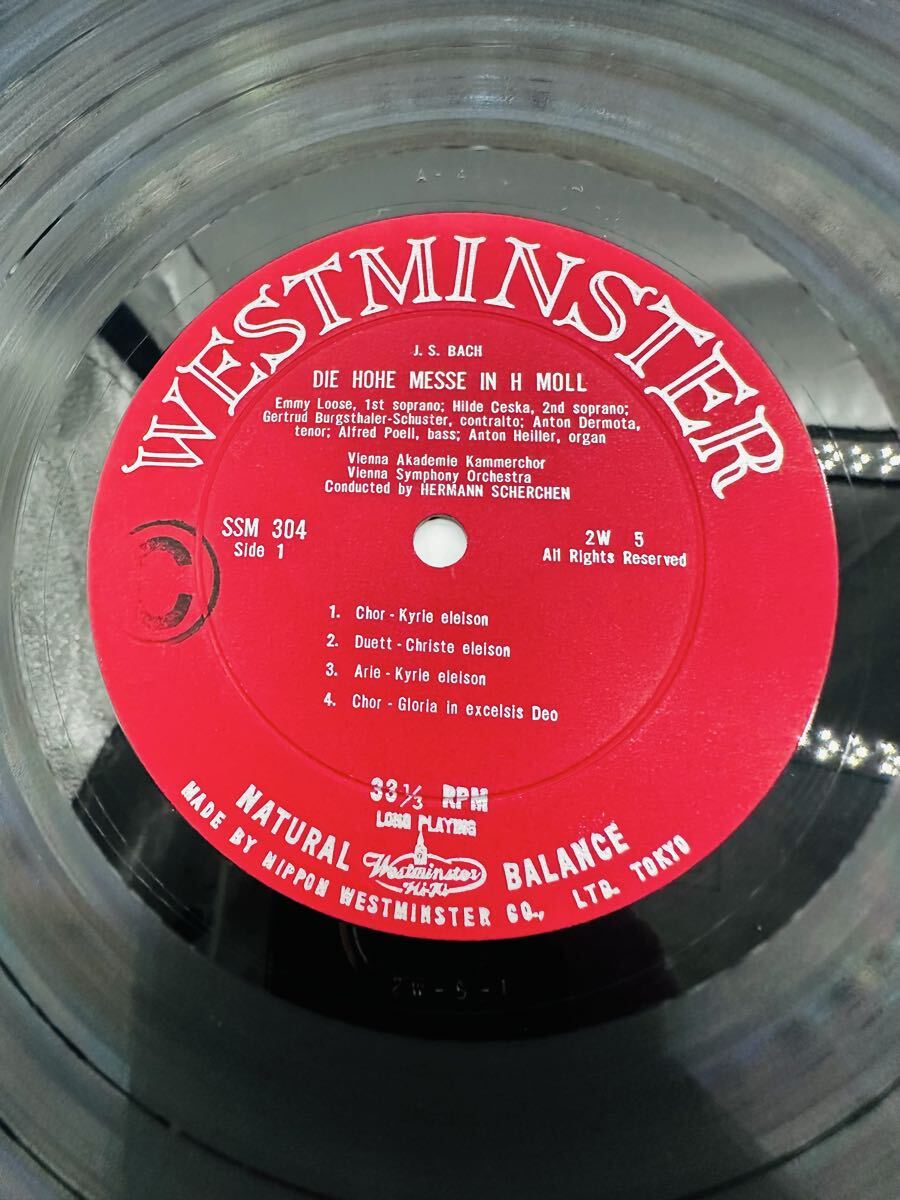 A-4
WESTMINSTER
J. S. BACH
DIE HOHE MESSE IN H MOLL
Emmy Loose, 1st soprano; Hilde Ceska, 2nd soprano;
Gertrud Burgsthaler-Schuster, contralto; Anton Dermota,
tenor; Alfred Poell, bass; Anton Heiller, organ
Vienna Akademie Kammerchor
Vienna Symphony Orchestra
Conducted by HERMANN SCHERCHEN
SSM 304
Side 1
2W 5
All Rights Reserved
C
1. Chor - Kyrie eleison
2. Duett - Christe eleison
3. Arie - Kyrie eleison
4. Chor - Gloria in excelsis Deo
33⅓ RPM
LONG PLAYING
NATURAL BALANCE
Westminster
Hi-Fi
MADE BY NIPPON WESTMINSTER CO., LTD. TOKYO
2W-5-1